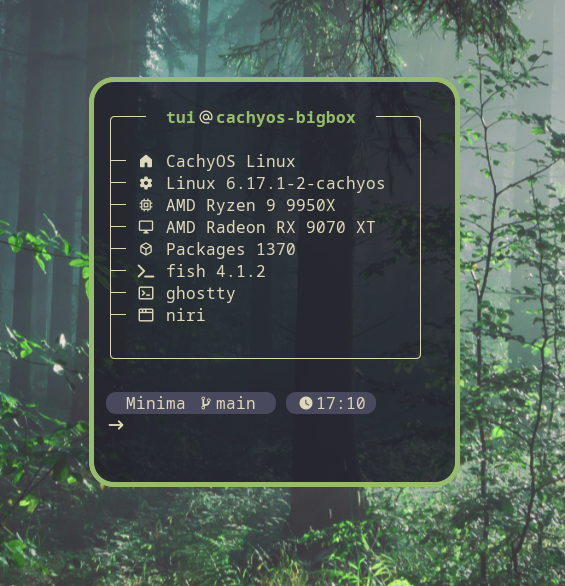 tui@cachyos-bigbox
CachyOS Linux
Linux 6.17.1-2-cachyos
AMD Ryzen 9 9950X
AMD Radeon RX 9070 XT
Packages 1370
fish 4.1.2
ghostty
niri
Minima main 17:10
→